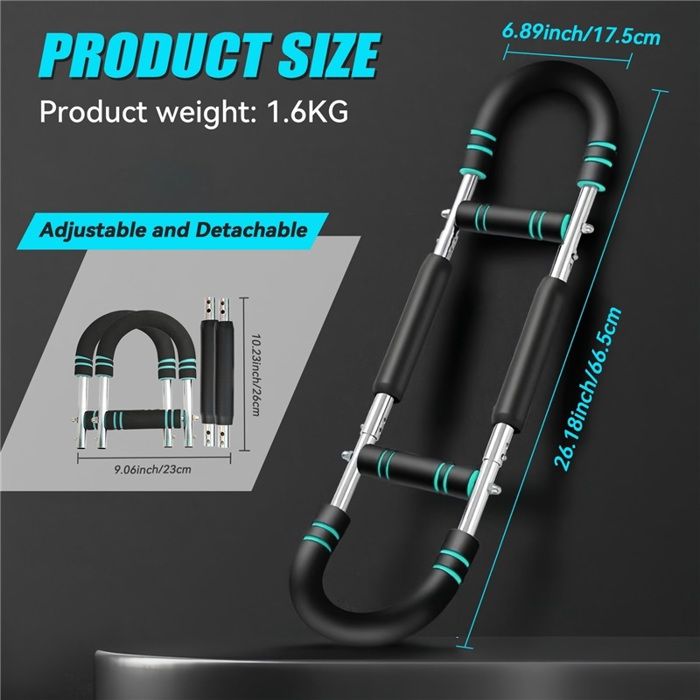 PRODUCT SIZE
Product weight: 1.6KG
6.89inch/17.5cm
Adjustable and Detachable
10.23inch/26cm
9.06inch/23cm
26.18inch/66.5cm